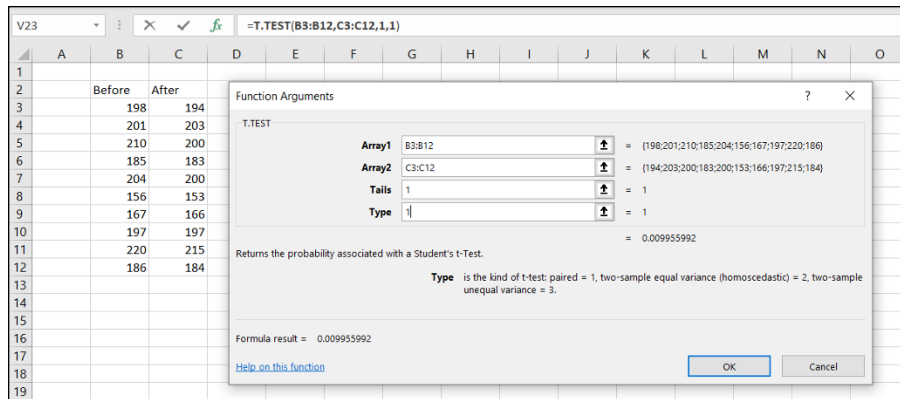 V23 fx =T.TEST(B3:B12,C3:C12,1,1)
A B C D E F G H I J K L M N O
1
2 Before After
3 198 194
4 201 203
5 210 200
6 185 183
7 204 200
8 156 153
9 167 166
10 197 197
11 220 215
12 186 184
13
14
15
16
17
18
19
Function Arguments ? ×
T.TEST
Array1 B3:B12 = {198;201;210;185;204;156;167;197;220;186}
Array2 C3:C12 = {194;203;200;183;200;153;166;197;215;184}
Tails 1 = 1
Type 1 = 1
= 0.009955992
Returns the probability associated with a Student's t-Test.
Type is the kind of t-test: paired = 1, two-sample equal variance (homoscedastic) = 2, two-sample
unequal variance = 3.
Formula result = 0.009955992
Help on this function OK Cancel